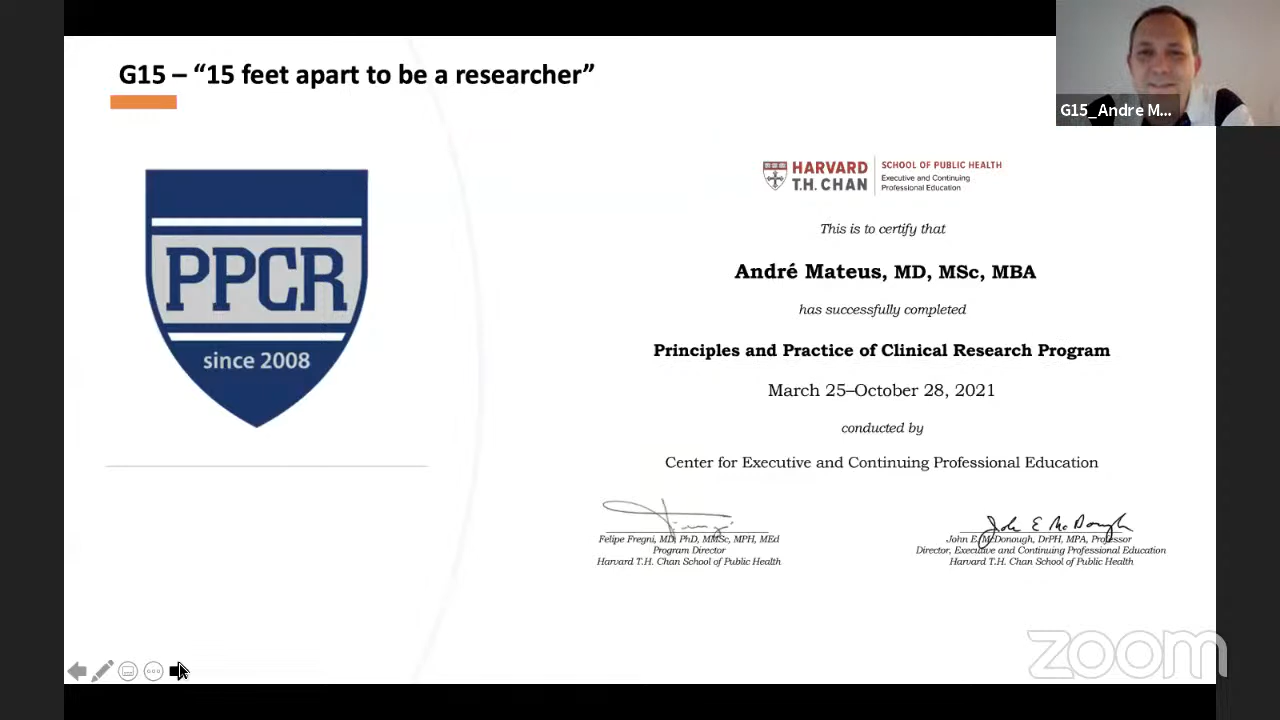 G15 – “15 feet apart to be a researcher”
G15_Andre M...
PPCR
since 2008
HARVARD
T.H. CHAN
SCHOOL OF PUBLIC HEALTH
Executive and Continuing
Professional Education
This is to certify that
André Mateus, MD, MSc, MBA
has successfully completed
Principles and Practice of Clinical Research Program
March 25–October 28, 2021
conducted by
Center for Executive and Continuing Professional Education
Felipe Fregni, MD, PhD, MMSc, MPH, MEd
Program Director
Harvard T.H. Chan School of Public Health
John E McDonough
John E. McDonough, DrPH, MPA, Professor
Director, Executive and Continuing Professional Education
Harvard T.H. Chan School of Public Health
zoom